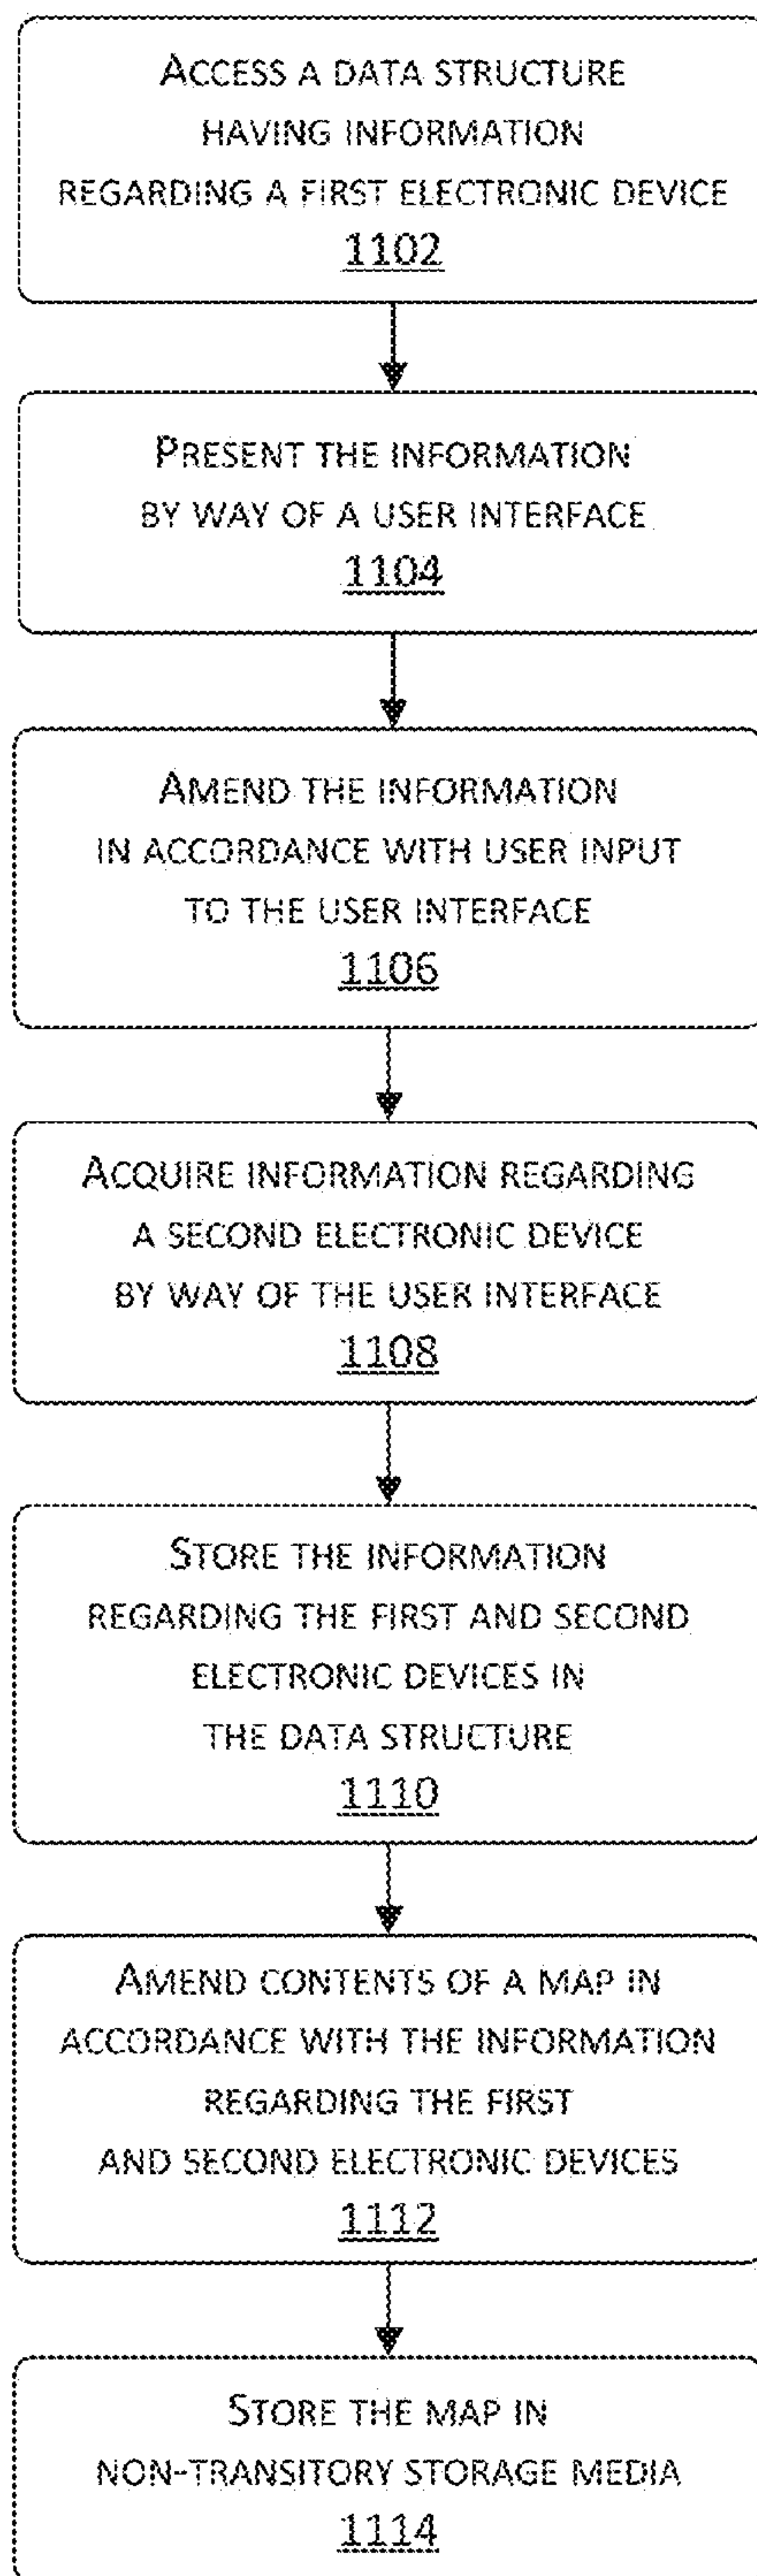 ACCESS A DATA STRUCTURE
HAVING INFORMATION
REGARDING A FIRST ELECTRONIC DEVICE
1102
PRESENT THE INFORMATION
BY WAY OF A USER INTERFACE
1104
AMEND THE INFORMATION
IN ACCORDANCE WITH USER INPUT
TO THE USER INTERFACE
1106
ACQUIRE INFORMATION REGARDING
A SECOND ELECTRONIC DEVICE
BY WAY OF THE USER INTERFACE
1108
STORE THE INFORMATION
REGARDING THE FIRST AND SECOND
ELECTRONIC DEVICES IN
THE DATA STRUCTURE
1110
AMEND CONTENTS OF A MAP IN
ACCORDANCE WITH THE INFORMATION
REGARDING THE FIRST
AND SECOND ELECTRONIC DEVICES
1112
STORE THE MAP IN
NON-TRANSITORY STORAGE MEDIA
1114